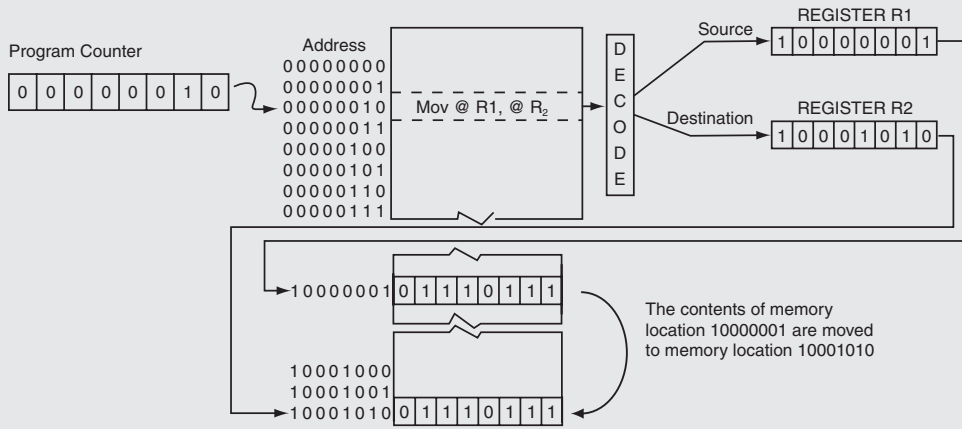 Program Counter
0 0 0 0 0 0 1 0
Address
00000000
00000001
00000010
00000011
00000100
00000101
00000110
00000111
Mov @ R1, @ R2
D
E
C
O
D
E
Source
Destination
REGISTER R1
1 0 0 0 0 0 0 1
REGISTER R2
1 0 0 0 1 0 1 0
10000001 0 1 1 1 0 1 1 1
The contents of memory
location 10000001 are moved
to memory location 10001010
10001000
10001001
10001010 0 1 1 1 0 1 1 1